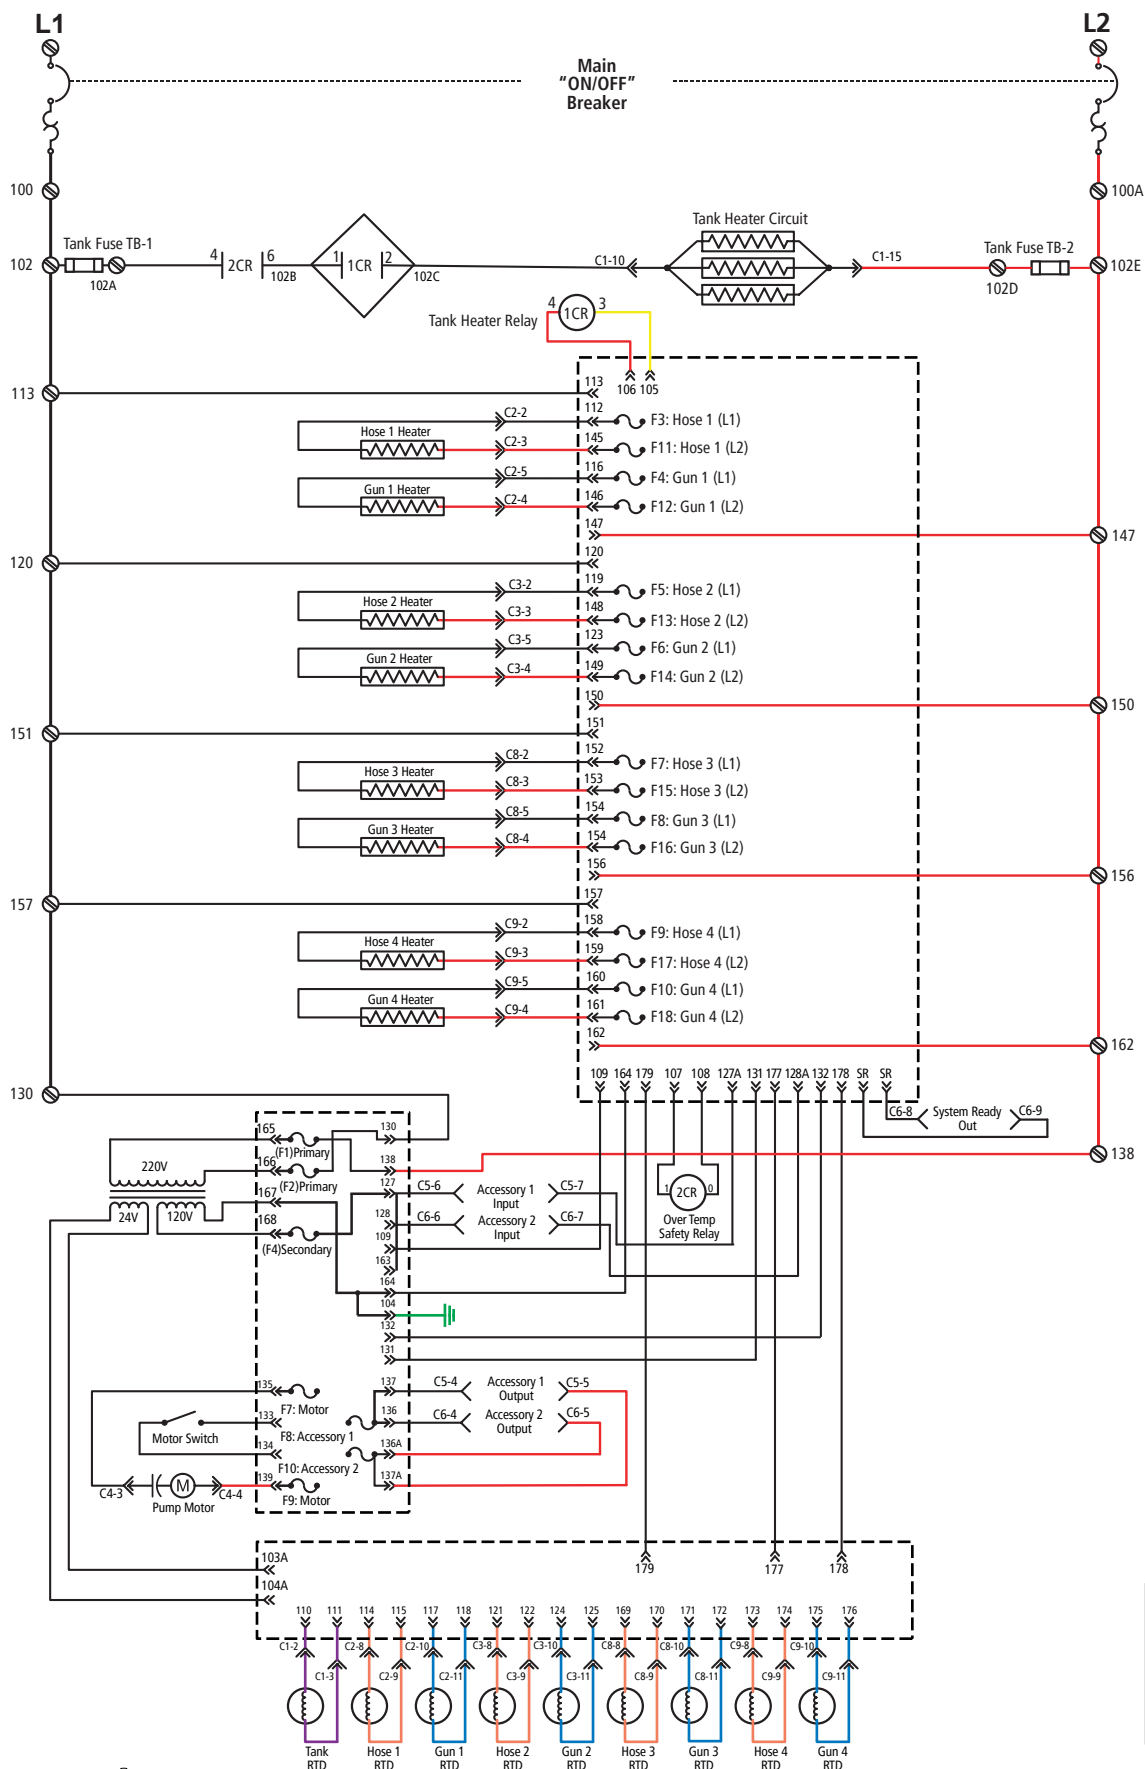 L1
L2
Main
"ON/OFF"
Breaker
100
100A
Tank Heater Circuit
Tank Fuse TB-1
Tank Fuse TB-2
102
102A
4
2CR
6
102B
1
1CR
2
102C
C1-10
C1-15
102D
102E
Tank Heater Relay
4
1CR
3
106
105
113
113
C2-2
112
F3: Hose 1 (L1)
Hose 1 Heater
C2-3
145
F11: Hose 1 (L2)
C2-5
116
F4: Gun 1 (L1)
Gun 1 Heater
C2-4
146
F12: Gun 1 (L2)
147
147
120
120
C3-2
119
F5: Hose 2 (L1)
Hose 2 Heater
C3-3
148
F13: Hose 2 (L2)
C3-5
123
F6: Gun 2 (L1)
Gun 2 Heater
C3-4
149
F14: Gun 2 (L2)
150
150
151
151
C8-2
152
F7: Hose 3 (L1)
Hose 3 Heater
C8-3
153
F15: Hose 3 (L2)
C8-5
154
F8: Gun 3 (L1)
Gun 3 Heater
C8-4
154
F16: Gun 3 (L2)
156
156
157
157
C9-2
158
F9: Hose 4 (L1)
Hose 4 Heater
C9-3
159
F17: Hose 4 (L2)
C9-5
160
F10: Gun 4 (L1)
Gun 4 Heater
C9-4
161
F18: Gun 4 (L2)
162
162
109 164 179 107 108 127A 131 177 128A 132 178 SR SR
130
C6-8
System Ready
Out
C6-9
165
130
(F1)Primary
138
138
220V
166
(F2)Primary
127
C5-6
Accessory 1
Input
C5-7
1
2CR
0
Over Temp
Safety Relay
167
24V
120V
168
(F4)Secondary
128
C6-6
Accessory 2
Input
C6-7
109
163
164
104
132
131
135
F7: Motor
137
C5-4
Accessory 1
Output
C5-5
Motor Switch
133
F8: Accessory 1
136
C6-4
Accessory 2
Output
C6-5
134
F10: Accessory 2
136A
139
F9: Motor
137A
C4-3
M
C4-4
Pump Motor
103A
104A
179
177
178
110 111 114 115 117 118 121 122 124 125 169 170 171 172 173 174 175 176
C1-2 C2-8 C2-10 C3-8 C3-10 C8-8 C8-10 C9-8 C9-10
C1-3 C2-9 C2-11 C3-9 C3-11 C8-9 C8-11 C9-9 C9-11
Tank
RTD
Hose 1
RTD
Gun 1
RTD
Hose 2
RTD
Gun 2
RTD
Hose 3
RTD
Gun 3
RTD
Hose 4
RTD
Gun 4
RTD